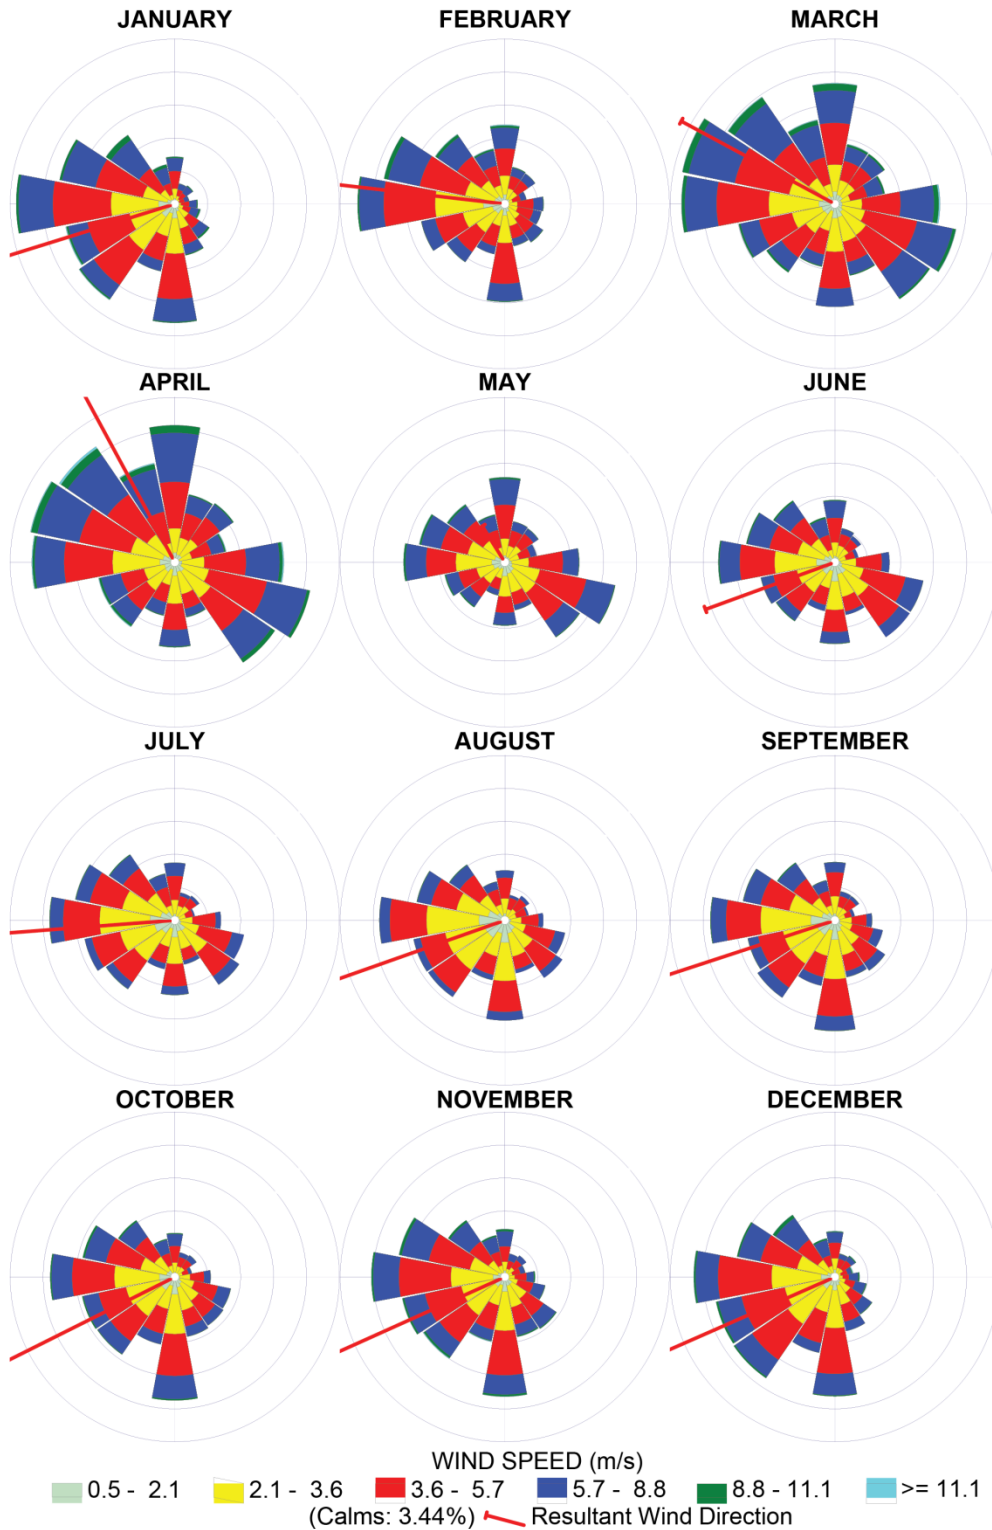 JANUARY FEBRUARY MARCH
APRIL MAY JUNE
JULY AUGUST SEPTEMBER
OCTOBER NOVEMBER DECEMBER
WIND SPEED (m/s)
0.5 - 2.1 2.1 - 3.6 3.6 - 5.7 5.7 - 8.8 8.8 - 11.1 >= 11.1
(Calms: 3.44%) Resultant Wind Direction